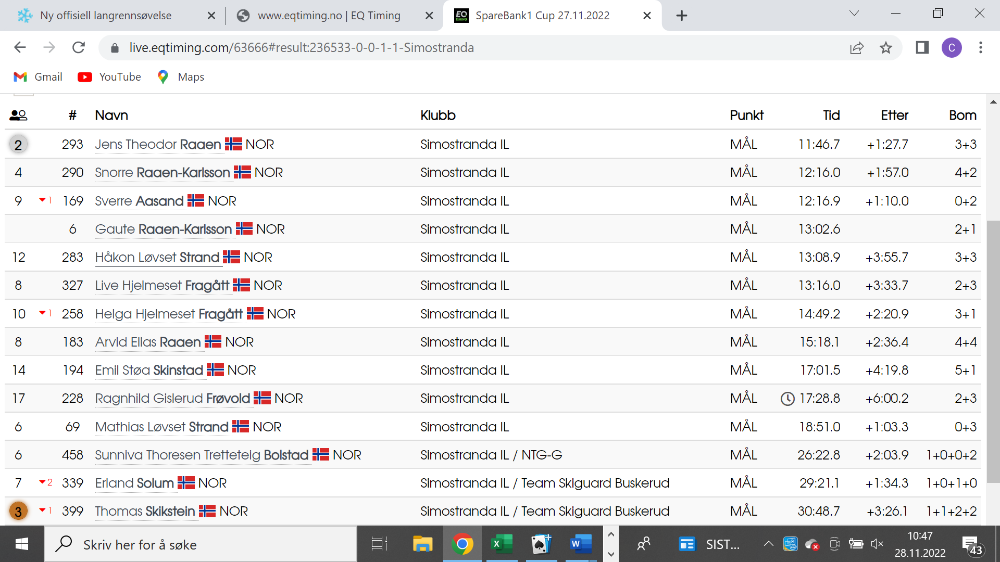 Ny offisiell langrennsøvelse
www.eqtiming.no | EQ Timing
EQ TIMING SpareBank1 Cup 27.11.2022
live.eqtiming.com/63666#result:236533-0-0-1-1-Simostranda
C
Gmail YouTube Maps
# Navn Klubb Punkt Tid Etter Bom
2 293 Jens Theodor Raaen NOR Simostranda IL MÅL 11:46.7 +1:27.7 3+3
4 290 Snorre Raaen-Karlsson NOR Simostranda IL MÅL 12:16.0 +1:57.0 4+2
9 1 169 Sverre Aasand NOR Simostranda IL MÅL 12:16.9 +1:10.0 0+2
6 Gaute Raaen-Karlsson NOR Simostranda IL MÅL 13:02.6 2+1
12 283 Håkon Løvset Strand NOR Simostranda IL MÅL 13:08.9 +3:55.7 3+3
8 327 Live Hjelmeset Fragått NOR Simostranda IL MÅL 13:16.0 +3:33.7 2+3
10 1 258 Helga Hjelmeset Fragått NOR Simostranda IL MÅL 14:49.2 +2:20.9 3+1
8 183 Arvid Elias Raaen NOR Simostranda IL MÅL 15:18.1 +2:36.4 4+4
14 194 Emil Støa Skinstad NOR Simostranda IL MÅL 17:01.5 +4:19.8 5+1
17 228 Ragnhild Gislerud Frøvold NOR Simostranda IL MÅL 17:28.8 +6:00.2 2+3
6 69 Mathias Løvset Strand NOR Simostranda IL MÅL 18:51.0 +1:03.3 0+3
6 458 Sunniva Thoresen Tretteteig Bolstad NOR Simostranda IL / NTG-G MÅL 26:22.8 +2:03.9 1+0+0+2
7 2 339 Erland Solum NOR Simostranda IL / Team Skiguard Buskerud MÅL 29:21.1 +1:34.3 1+0+1+0
3 1 399 Thomas Skikstein NOR Simostranda IL / Team Skiguard Buskerud MÅL 30:48.7 +3:26.1 1+1+2+2
Skriv her for å søke
X
W
SIST...
10:47
28.11.2022
43